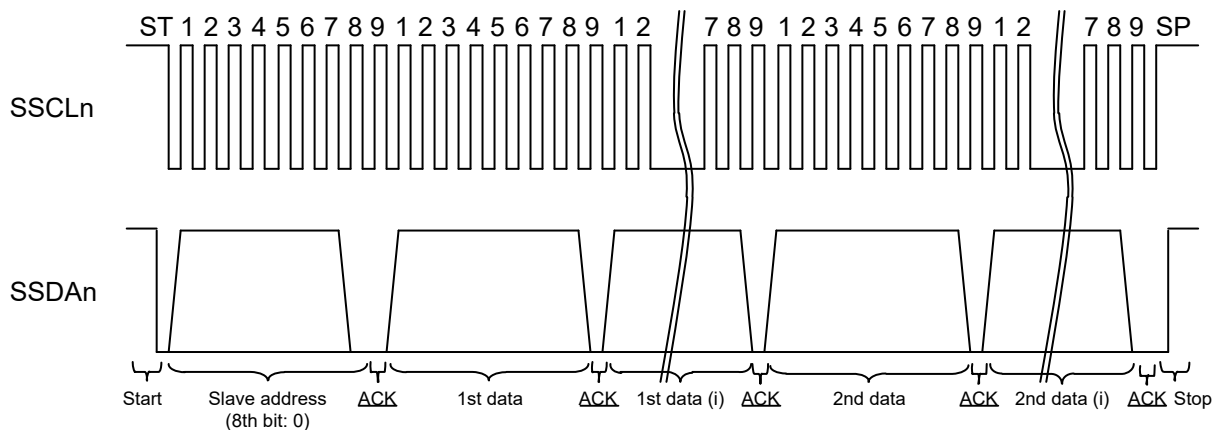 ST 1 2 3 4 5 6 7 8 9 1 2 3 4 5 6 7 8 9 1 2 7 8 9 1 2 3 4 5 6 7 8 9 1 2 7 8 9 SP
SSCLn
SSDAn
Start Slave address ACK 1st data ACK 1st data (i) ACK 2nd data ACK 2nd data (i) ACK Stop
(8th bit: 0)